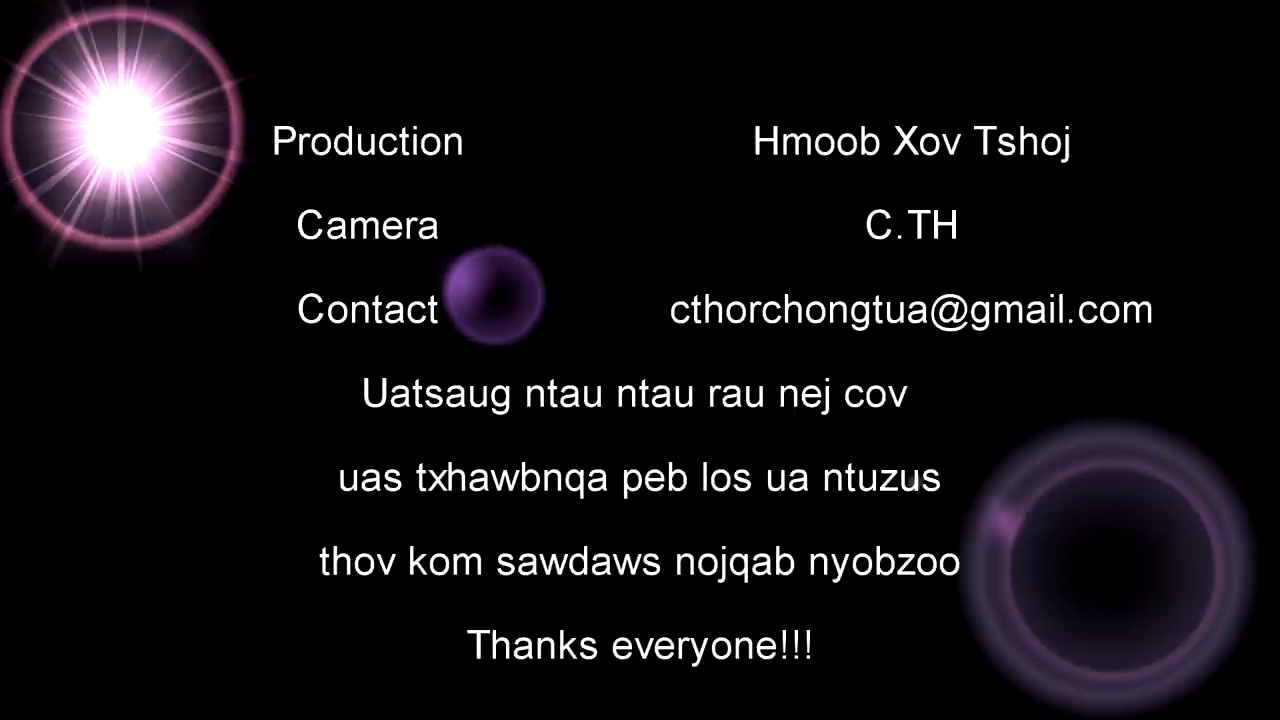 Production Hmoob Xov Tshoj
Camera C.TH
Contact cthorchongtua@gmail.com
Uatsaug ntau ntau rau nej cov
uas txhawbnqa peb los ua ntuzus
thov kom sawdaws nojqab nyobzoo
Thanks everyone!!!